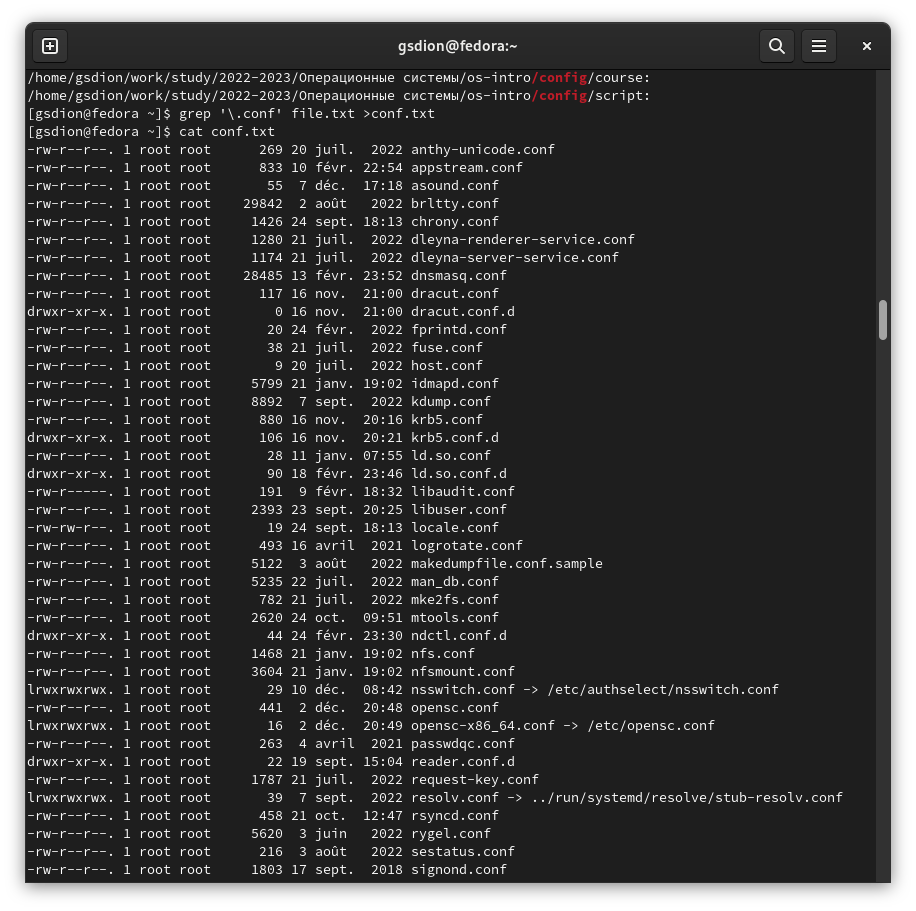 gsdion@fedora:~
/home/gsdion/work/study/2022-2023/Операционные системы/os-intro/config/course:
/home/gsdion/work/study/2022-2023/Операционные системы/os-intro/config/script:
[gsdion@fedora ~]$ grep '\.conf' file.txt >conf.txt
[gsdion@fedora ~]$ cat conf.txt
-rw-r--r--. 1 root root      269 20 juil.  2022 anthy-unicode.conf
-rw-r--r--. 1 root root      833 10 févr. 22:54 appstream.conf
-rw-r--r--. 1 root root       55  7 déc.  17:18 asound.conf
-rw-r--r--. 1 root root    29842  2 août   2022 brltty.conf
-rw-r--r--. 1 root root     1426 24 sept. 18:13 chrony.conf
-rw-r--r--. 1 root root     1280 21 juil.  2022 dleyna-renderer-service.conf
-rw-r--r--. 1 root root     1174 21 juil.  2022 dleyna-server-service.conf
-rw-r--r--. 1 root root    28485 13 févr. 23:52 dnsmasq.conf
-rw-r--r--. 1 root root      117 16 nov.  21:00 dracut.conf
drwxr-xr-x. 1 root root        0 16 nov.  21:00 dracut.conf.d
-rw-r--r--. 1 root root       20 24 févr.  2022 fprintd.conf
-rw-r--r--. 1 root root       38 21 juil.  2022 fuse.conf
-rw-r--r--. 1 root root        9 20 juil.  2022 host.conf
-rw-r--r--. 1 root root     5799 21 janv. 19:02 idmapd.conf
-rw-r--r--. 1 root root     8892  7 sept.  2022 kdump.conf
-rw-r--r--. 1 root root      880 16 nov.  20:16 krb5.conf
drwxr-xr-x. 1 root root      106 16 nov.  20:21 krb5.conf.d
-rw-r--r--. 1 root root       28 11 janv. 07:55 ld.so.conf
drwxr-xr-x. 1 root root       90 18 févr. 23:46 ld.so.conf.d
-rw-r-----. 1 root root      191  9 févr. 18:32 libaudit.conf
-rw-r--r--. 1 root root     2393 23 sept. 20:25 libuser.conf
-rw-rw-r--. 1 root root       19 24 sept. 18:13 locale.conf
-rw-r--r--. 1 root root      493 16 avril  2021 logrotate.conf
-rw-r--r--. 1 root root     5122  3 août   2022 makedumpfile.conf.sample
-rw-r--r--. 1 root root     5235 22 juil.  2022 man_db.conf
-rw-r--r--. 1 root root      782 21 juil.  2022 mke2fs.conf
-rw-r--r--. 1 root root     2620 24 oct.  09:51 mtools.conf
drwxr-xr-x. 1 root root       44 24 févr. 23:30 ndctl.conf.d
-rw-r--r--. 1 root root     1468 21 janv. 19:02 nfs.conf
-rw-r--r--. 1 root root     3604 21 janv. 19:02 nfsmount.conf
lrwxrwxrwx. 1 root root       29 10 déc.  08:42 nsswitch.conf -> /etc/authselect/nsswitch.conf
-rw-r--r--. 1 root root      441  2 déc.  20:48 opensc.conf
lrwxrwxrwx. 1 root root       16  2 déc.  20:49 opensc-x86_64.conf -> /etc/opensc.conf
-rw-r--r--. 1 root root      263  4 avril  2021 passwdqc.conf
drwxr-xr-x. 1 root root       22 19 sept. 15:04 reader.conf.d
-rw-r--r--. 1 root root     1787 21 juil.  2022 request-key.conf
lrwxrwxrwx. 1 root root       39  7 sept.  2022 resolv.conf -> ../run/systemd/resolve/stub-resolv.conf
-rw-r--r--. 1 root root      458 21 oct.  12:47 rsyncd.conf
-rw-r--r--. 1 root root     5620  3 juin   2022 rygel.conf
-rw-r--r--. 1 root root      216  3 août   2022 sestatus.conf
-rw-r--r--. 1 root root     1803 17 sept.  2018 signond.conf